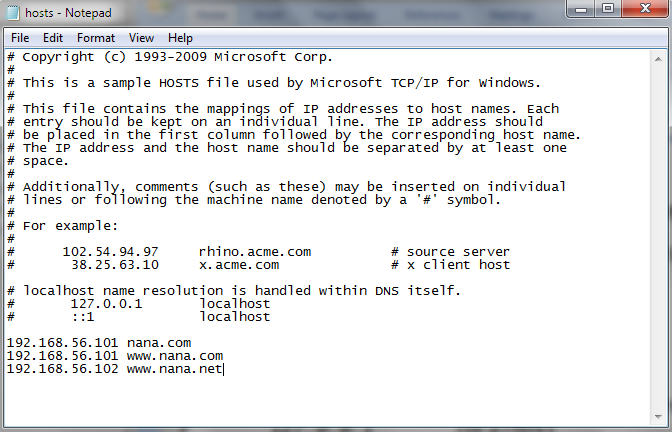 hosts - Notepad
File Edit Format View Help
# Copyright (c) 1993-2009 Microsoft Corp.
#
# This is a sample HOSTS file used by Microsoft TCP/IP for Windows.
#
# This file contains the mappings of IP addresses to host names. Each
# entry should be kept on an individual line. The IP address should
# be placed in the first column followed by the corresponding host name.
# The IP address and the host name should be separated by at least one
# space.
#
# Additionally, comments (such as these) may be inserted on individual
# lines or following the machine name denoted by a '#' symbol.
#
# For example:
#
#      102.54.94.97     rhino.acme.com          # source server
#       38.25.63.10     x.acme.com              # x client host

# localhost name resolution is handled within DNS itself.
#       127.0.0.1       localhost
#       ::1             localhost

192.168.56.101 nana.com
192.168.56.101 www.nana.com
192.168.56.102 www.nana.net